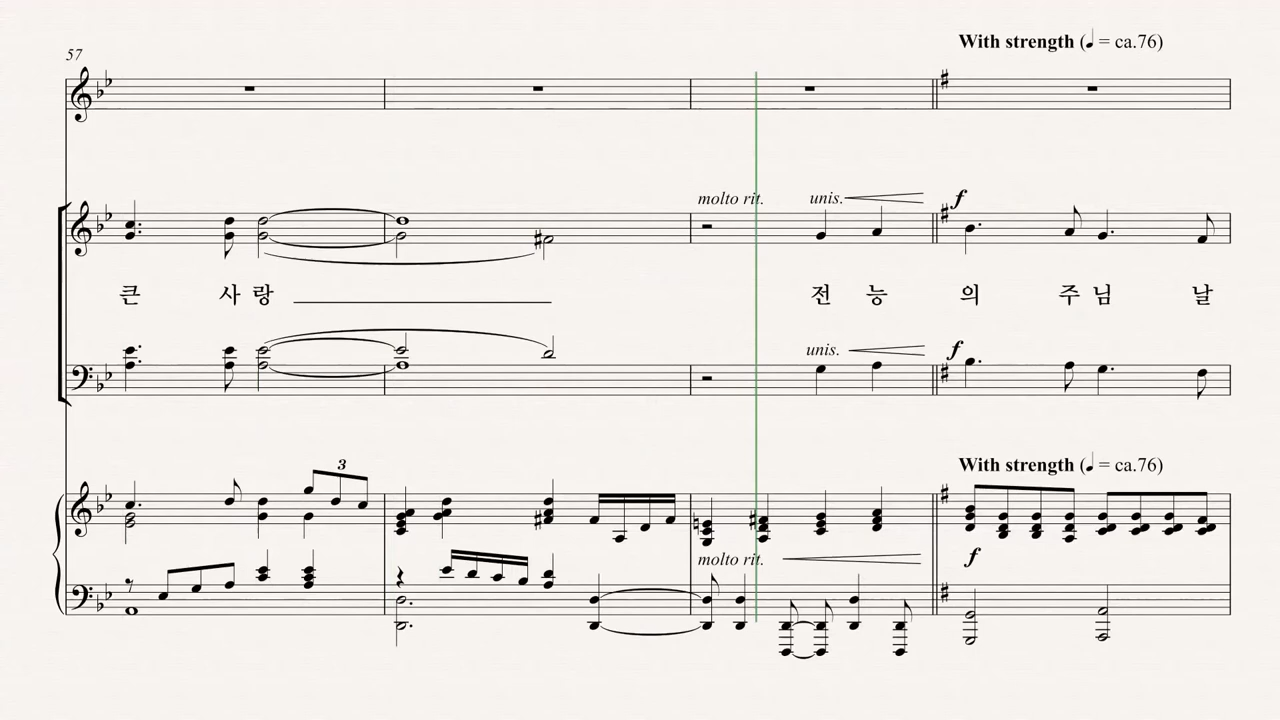 With strength (♩ = ca.76)
57
molto rit. unis. f
큰 사 랑 전 능 의 주 님 날
unis. f
With strength (♩ = ca.76)
3
molto rit. f